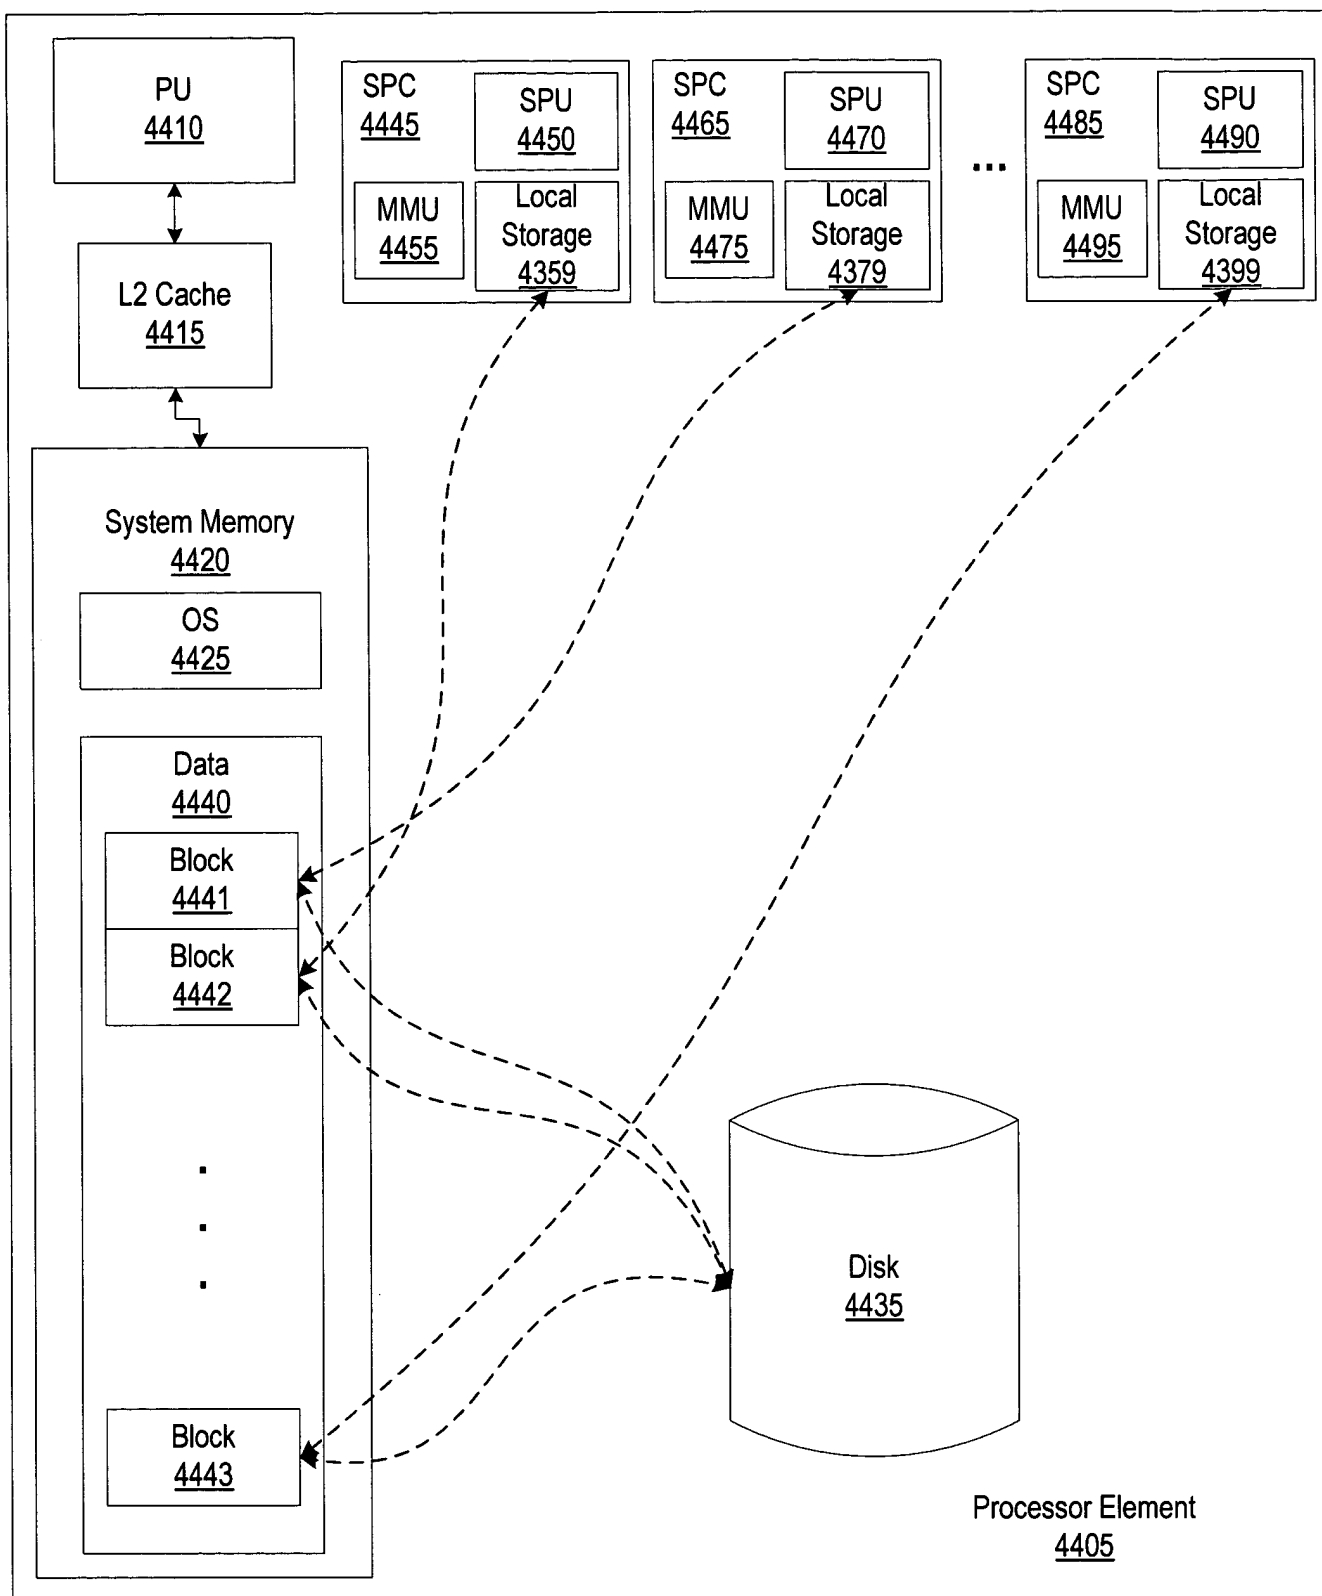 PU
4410
SPC
4445
SPU
4450
MMU
4455
Local
Storage
4359
SPC
4465
SPU
4470
MMU
4475
Local
Storage
4379
...
SPC
4485
SPU
4490
MMU
4495
Local
Storage
4399
L2 Cache
4415
System Memory
4420
OS
4425
Data
4440
Block
4441
Block
4442
Block
4443
Disk
4435
Processor Element
4405